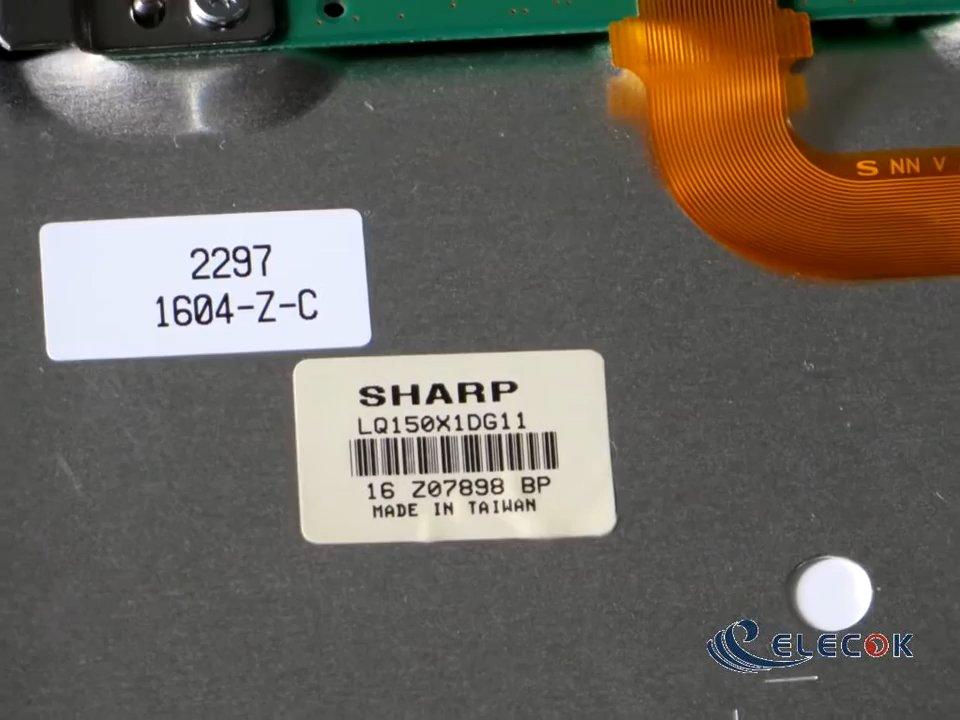 S NN V
2297
1604-Z-C
SHARP
LQ150X1DG11
16 Z07898 BP
MADE IN TAIWAN
ELECOK